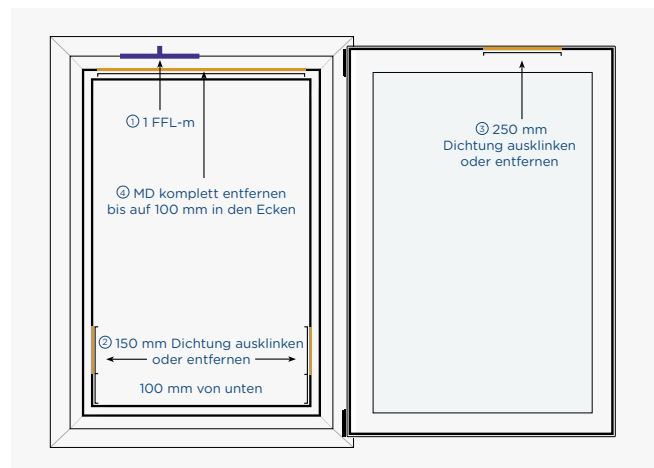 ① 1 FFL-m
③ 250 mm
Dichtung ausklinken
oder entfernen
④ MD komplett entfernen
bis auf 100 mm in den Ecken
② 150 mm Dichtung ausklinken
oder entfernen
100 mm von unten